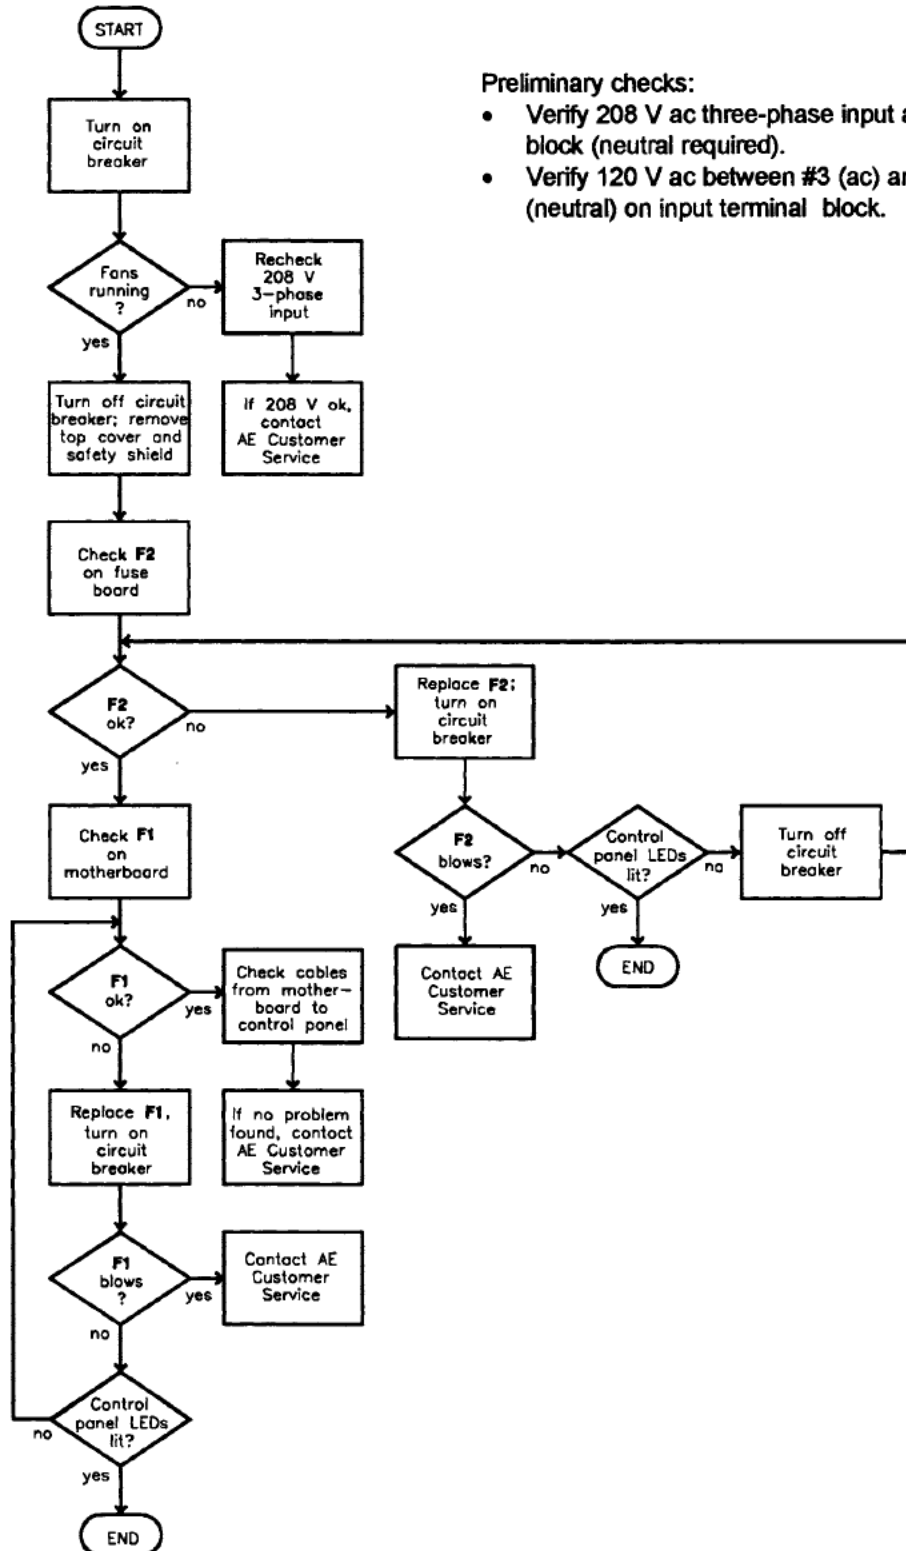 START
Preliminary checks:
• Verify 208 V ac three-phase input a
block (neutral required).
• Verify 120 V ac between #3 (ac) ar
(neutral) on input terminal block.
Turn on
circuit
breaker
Fans
running
?
no
yes
Recheck
208 V
3-phase
input
Turn off circuit
breaker; remove
top cover and
safety shield
If 208 V ok,
contact
AE Customer
Service
Check F2
on fuse
board
F2
ok?
no
yes
Replace F2;
turn on
circuit
breaker
Check F1
on
motherboard
F2
blows?
no
yes
Control
panel LEDs
lit?
no
yes
Turn off
circuit
breaker
Contact AE
Customer
Service
END
F1
ok?
yes
no
Check cables
from mother-
board to
control panel
Replace F1,
turn on
circuit
breaker
If no problem
found, contact
AE Customer
Service
F1
blows
?
yes
no
Contact AE
Customer
Service
Control
panel LEDs
lit?
no
yes
END